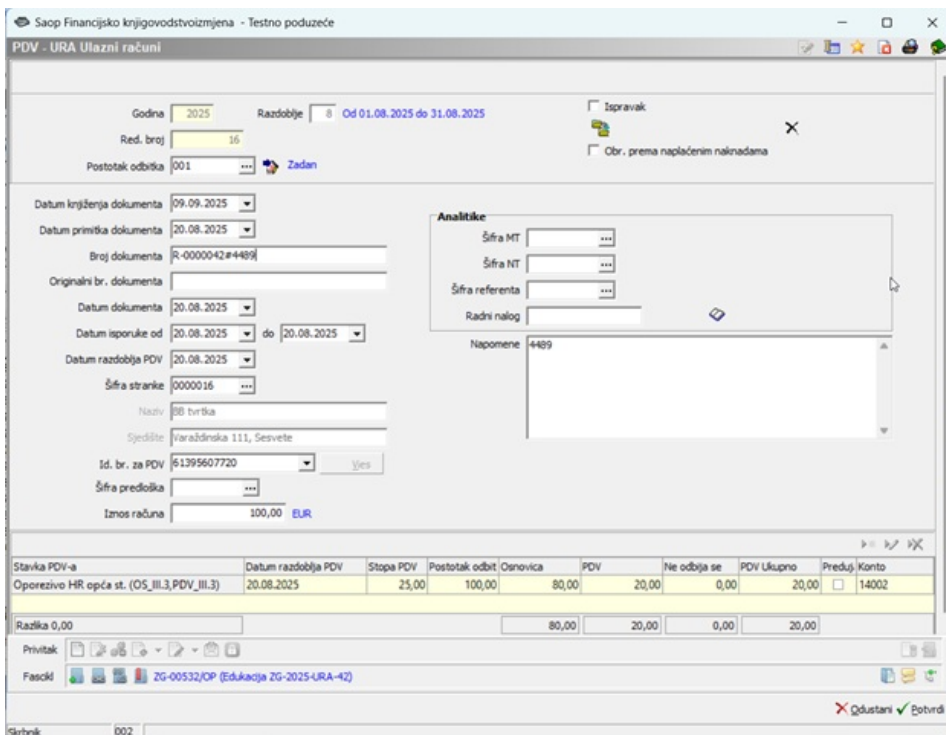 Saop Financijsko knjigovodstvoizmjena - Testno poduzeće
PDV - URA Ulazni računi
Godina 2025 Razdoblje 8 Od 01.08.2025 do 31.08.2025
Ispravak
Red. broj 16
Obr. prema naplaćenim naknadama
Postotak odbitka 001 ... Zadan
Datum knjiženja dokumenta 09.09.2025
Analitike
Datum primitka dokumenta 20.08.2025
Šifra MT ...
Broj dokumenta R-0000042#4489
Šifra NT ...
Originalni br. dokumenta
Šifra referenta ...
Datum dokumenta 20.08.2025
Radni nalog
Datum isporuke od 20.08.2025 do 20.08.2025
Napomene 4489
Datum razdoblja PDV 20.08.2025
Šifra stranke 0000016 ...
Naziv BB tvrtka
Sjedište Varaždinska 111, Sesvete
Id. br. za PDV 61395607720 Vies
Šifra predloška ...
Iznos računa 100,00 EUR
Stavka PDV-a Datum razdoblja PDV Stopa PDV Postotak odbit Osnovica PDV Ne odbija se PDV Ukupno Preduj. Konto
Oporezivo HR opća st. (OS_III.3,PDV_III.3) 20.08.2025 25,00 100,00 80,00 20,00 0,00 20,00 14002
Razlika 0,00 80,00 20,00 0,00 20,00
Privitak
Fascikl ZG-00532/OP (Edukacija ZG-2025-URA-42)
Odustani Potvrdi
Skrbnik 002